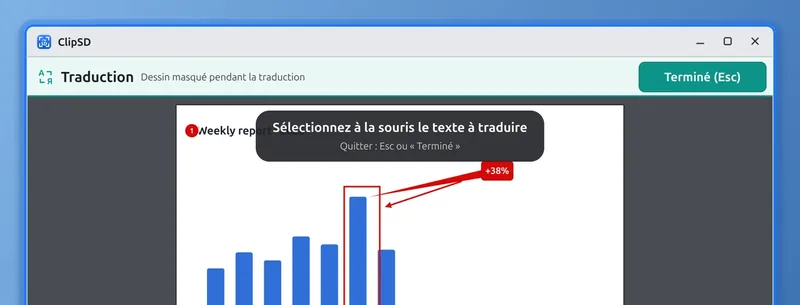 ClipSD
Traduction Dessin masqué pendant la traduction
Terminé (Esc)
Sélectionnez à la souris le texte à traduire
Quitter : Esc ou « Terminé »
1 Weekly report
+38%